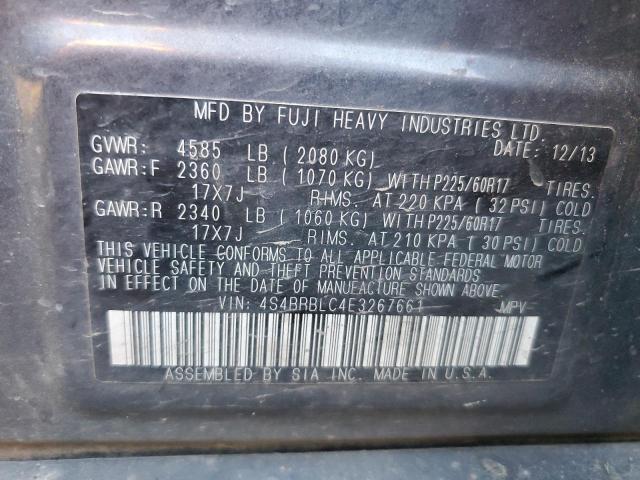 MFD BY FUJI HEAVY INDUSTRIES LTD.
GVWR: 4585 LB (2080 KG) DATE: 12/13
GAWR:F 2360 LB (1070 KG) WITH P225/60R17 TIRES.
17X7J RIMS. AT 220 KPA (32 PSI) COLD
GAWR:R 2340 LB (1060 KG) WITH P225/60R17 TIRES.
17X7J RIMS. AT 210 KPA (30 PSI) COLD
THIS VEHICLE CONFORMS TO ALL APPLICABLE FEDERAL MOTOR
VEHICLE SAFETY AND THEFT PREVENTION STANDARDS
IN EFFECT ON THE DATE OF MANUFACTURE SHOWN ABOVE.
VIN: 4S4BRBLC4E3267661 MPV
ASSEMBLED BY SIA INC. MADE IN U.S.A.